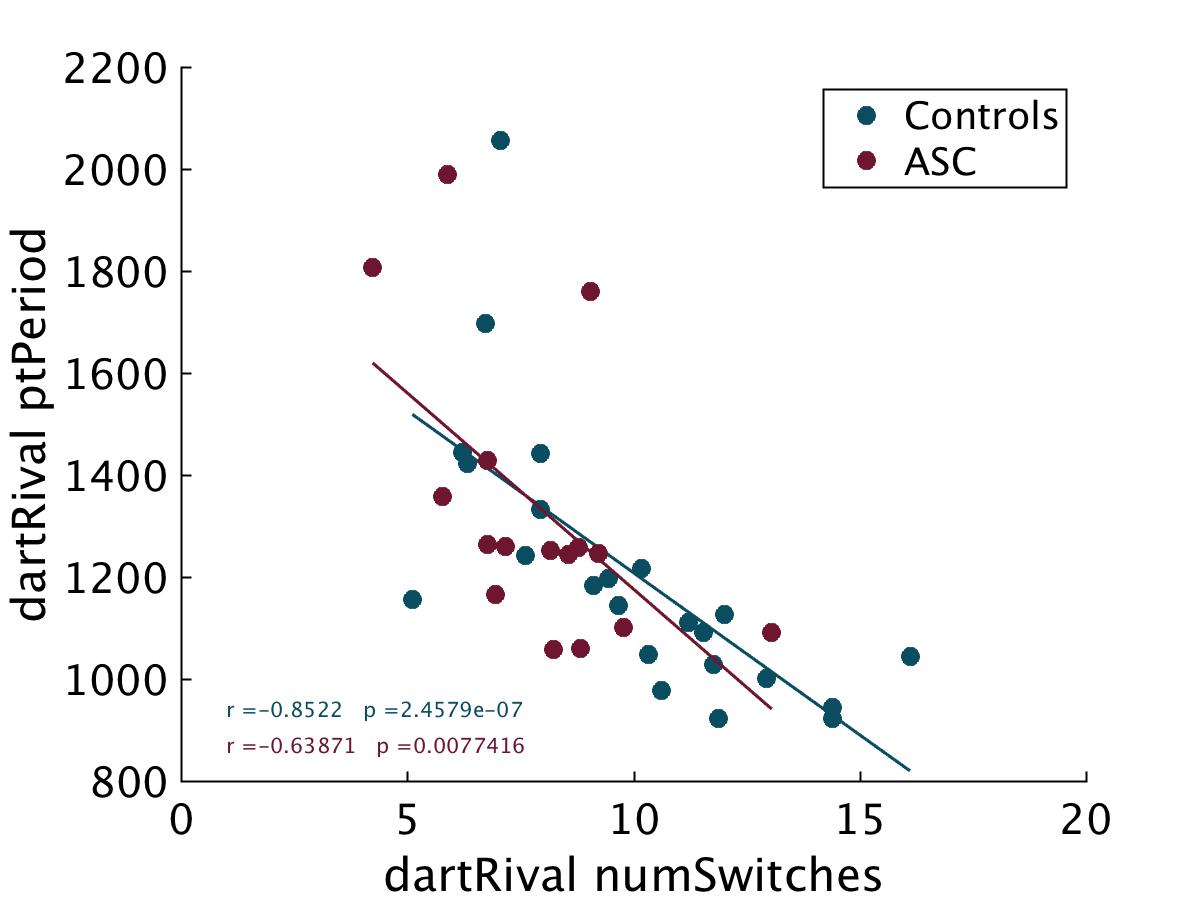 2200
2000
1800
1600
1400
1200
1000
800
dartRival ptPeriod
Controls
ASC
r =-0.8522 p =2.4579e-07
r =-0.63871 p =0.0077416
0 5 10 15 20
dartRival numSwitches